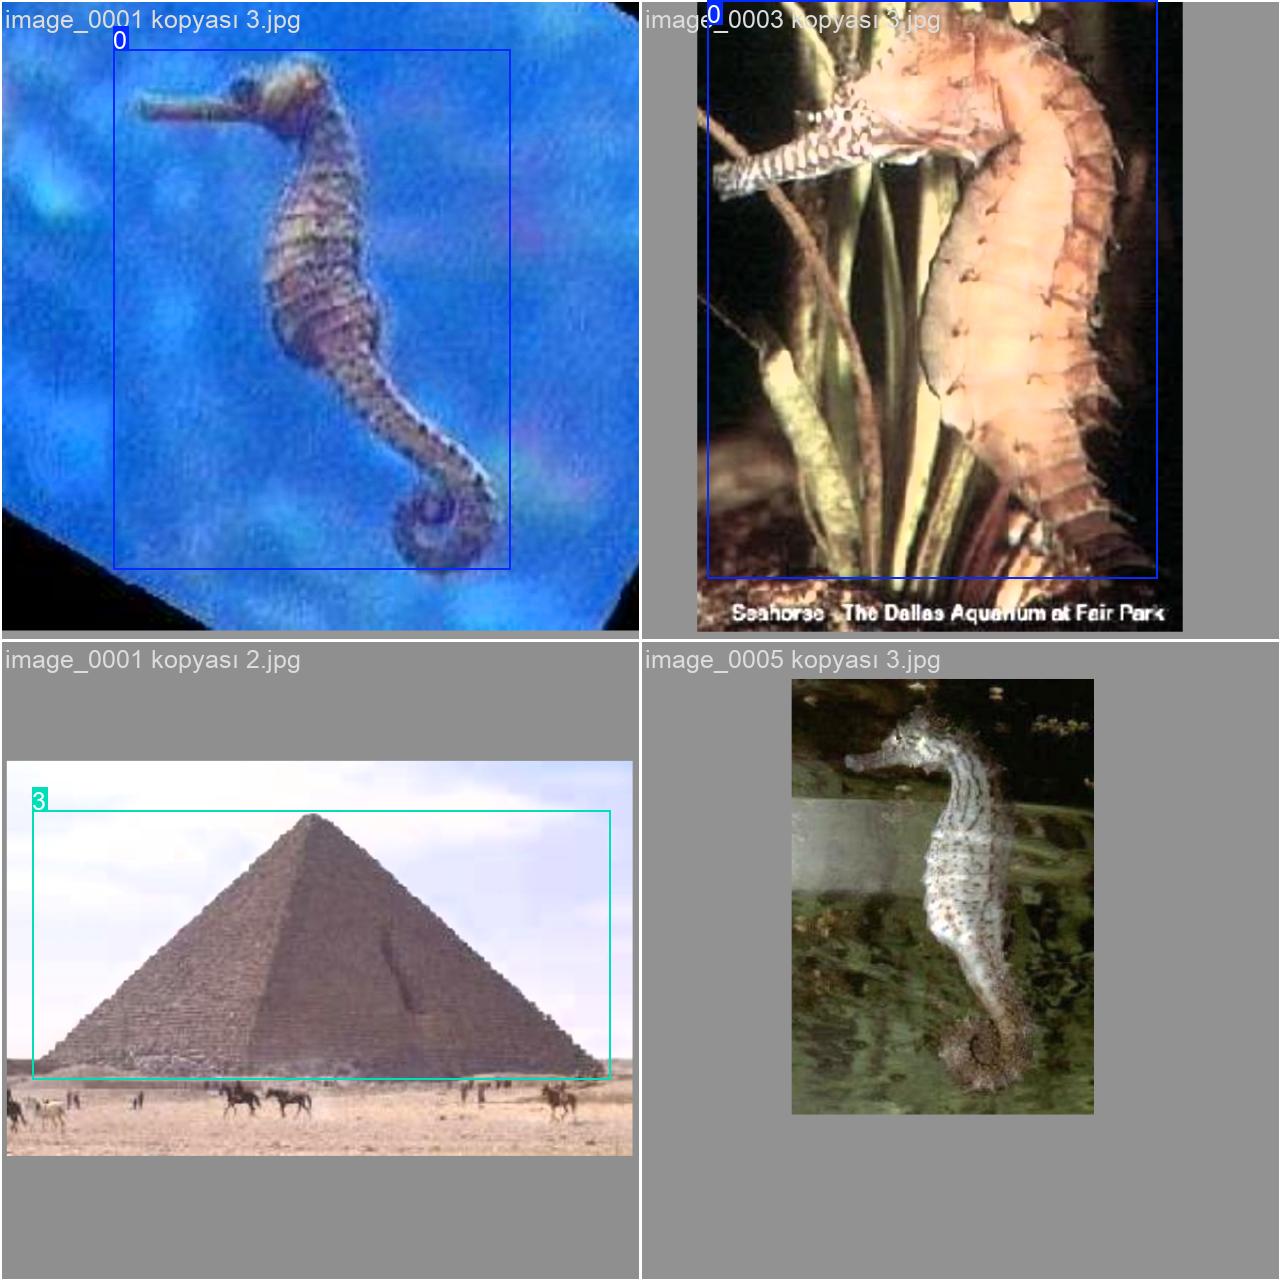 image_0001 kopyası 3.jpg
0
image_0003 kopyası 3.jpg
0
Seahorse - The Dallas Aquarium at Fair Park
image_0001 kopyası 2.jpg
3
image_0005 kopyası 3.jpg